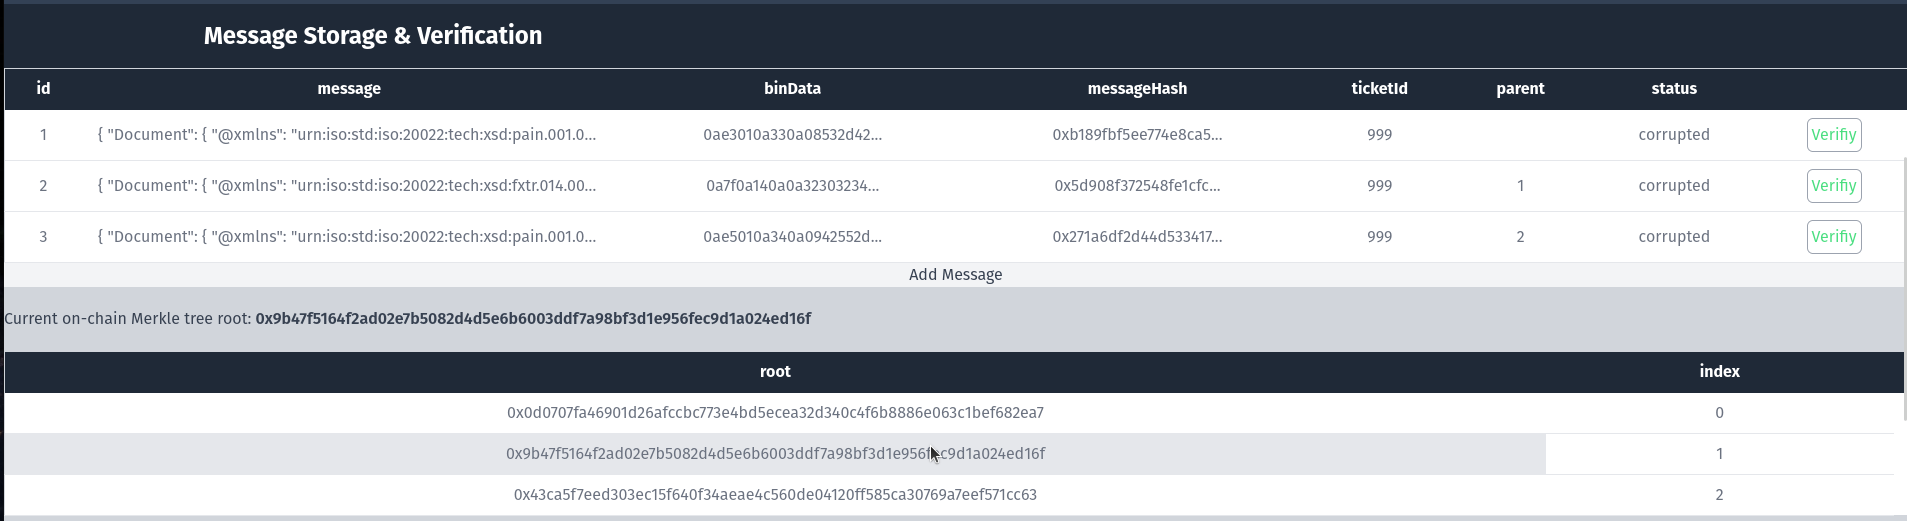 Message Storage & Verification
id message binData messageHash ticketId parent status
1 { "Document": { "@xmlns": "urn:iso:std:iso:20022:tech:xsd:pain.001.0... 0ae3010a330a08532d42... 0xb189fbf5ee774e8ca5... 999 corrupted Verifiy
2 { "Document": { "@xmlns": "urn:iso:std:iso:20022:tech:xsd:fxtr.014.00... 0a7f0a140a0a32303234... 0x5d908f372548fe1cfc... 999 1 corrupted Verifiy
3 { "Document": { "@xmlns": "urn:iso:std:iso:20022:tech:xsd:pain.001.0... 0ae5010a340a0942552d... 0x271a6df2d44d533417... 999 2 corrupted Verifiy
Add Message
Current on-chain Merkle tree root: 0x9b47f5164f2ad02e7b5082d4d5e6b6003ddf7a98bf3d1e956fec9d1a024ed16f
root index
0x0d0707fa46901d26afccbc773e4bd5ecea32d340c4f6b8886e063c1bef682ea7 0
0x9b47f5164f2ad02e7b5082d4d5e6b6003ddf7a98bf3d1e956fec9d1a024ed16f 1
0x43ca5f7eed303ec15f640f34aeae4c560de04120ff585ca30769a7eef571cc63 2